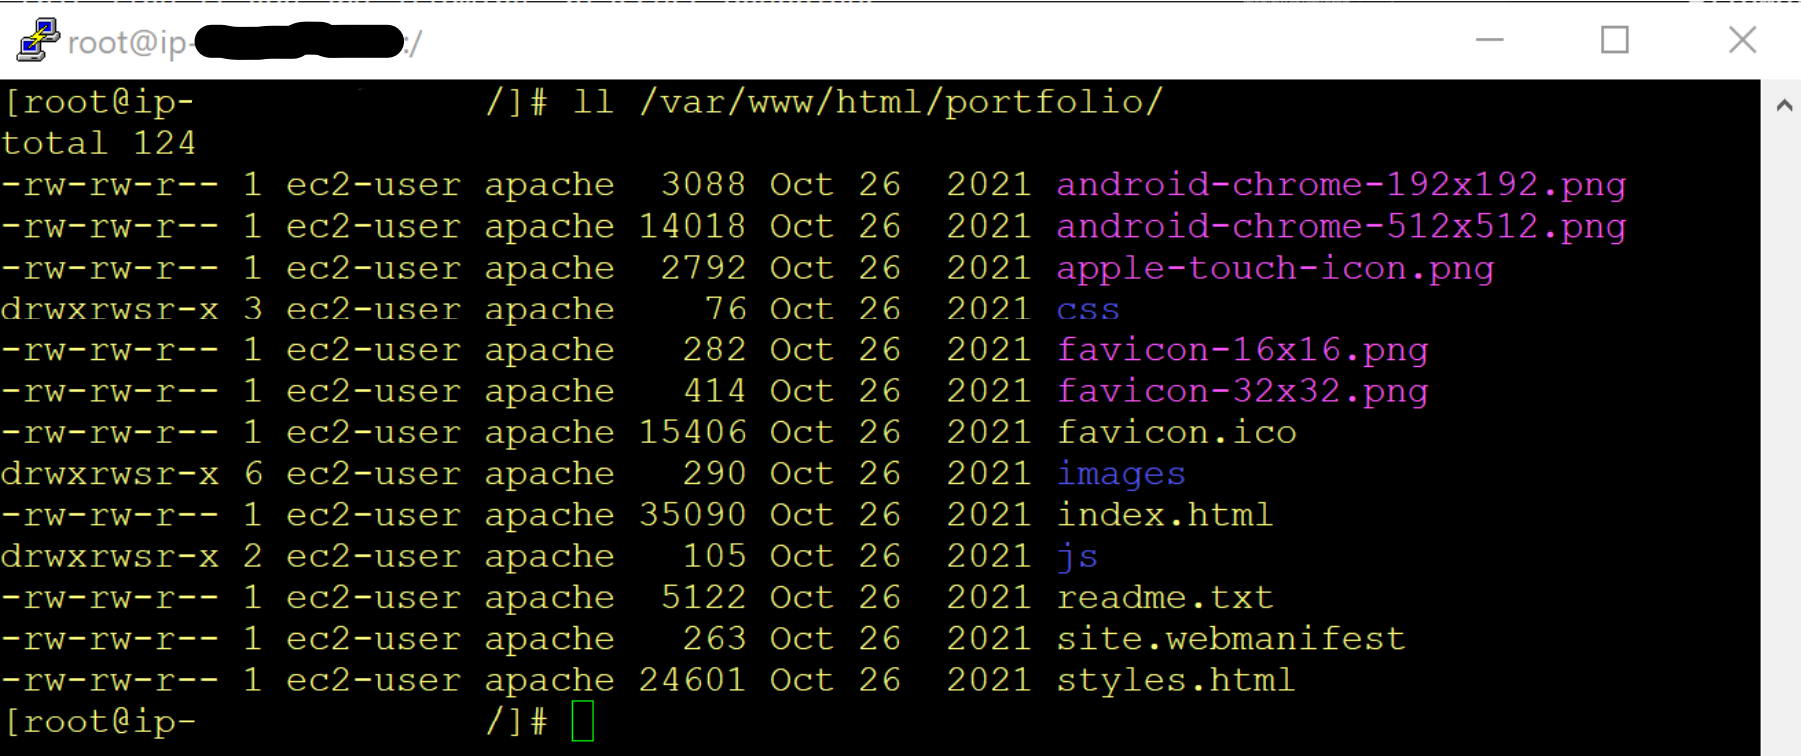 root@ip- :/
[root@ip- /]# ll /var/www/html/portfolio/
total 124
-rw-rw-r-- 1 ec2-user apache 3088 Oct 26 2021 android-chrome-192x192.png
-rw-rw-r-- 1 ec2-user apache 14018 Oct 26 2021 android-chrome-512x512.png
-rw-rw-r-- 1 ec2-user apache 2792 Oct 26 2021 apple-touch-icon.png
drwxrwsr-x 3 ec2-user apache 76 Oct 26 2021 css
-rw-rw-r-- 1 ec2-user apache 282 Oct 26 2021 favicon-16x16.png
-rw-rw-r-- 1 ec2-user apache 414 Oct 26 2021 favicon-32x32.png
-rw-rw-r-- 1 ec2-user apache 15406 Oct 26 2021 favicon.ico
drwxrwsr-x 6 ec2-user apache 290 Oct 26 2021 images
-rw-rw-r-- 1 ec2-user apache 35090 Oct 26 2021 index.html
drwxrwsr-x 2 ec2-user apache 105 Oct 26 2021 js
-rw-rw-r-- 1 ec2-user apache 5122 Oct 26 2021 readme.txt
-rw-rw-r-- 1 ec2-user apache 263 Oct 26 2021 site.webmanifest
-rw-rw-r-- 1 ec2-user apache 24601 Oct 26 2021 styles.html
[root@ip- /]#